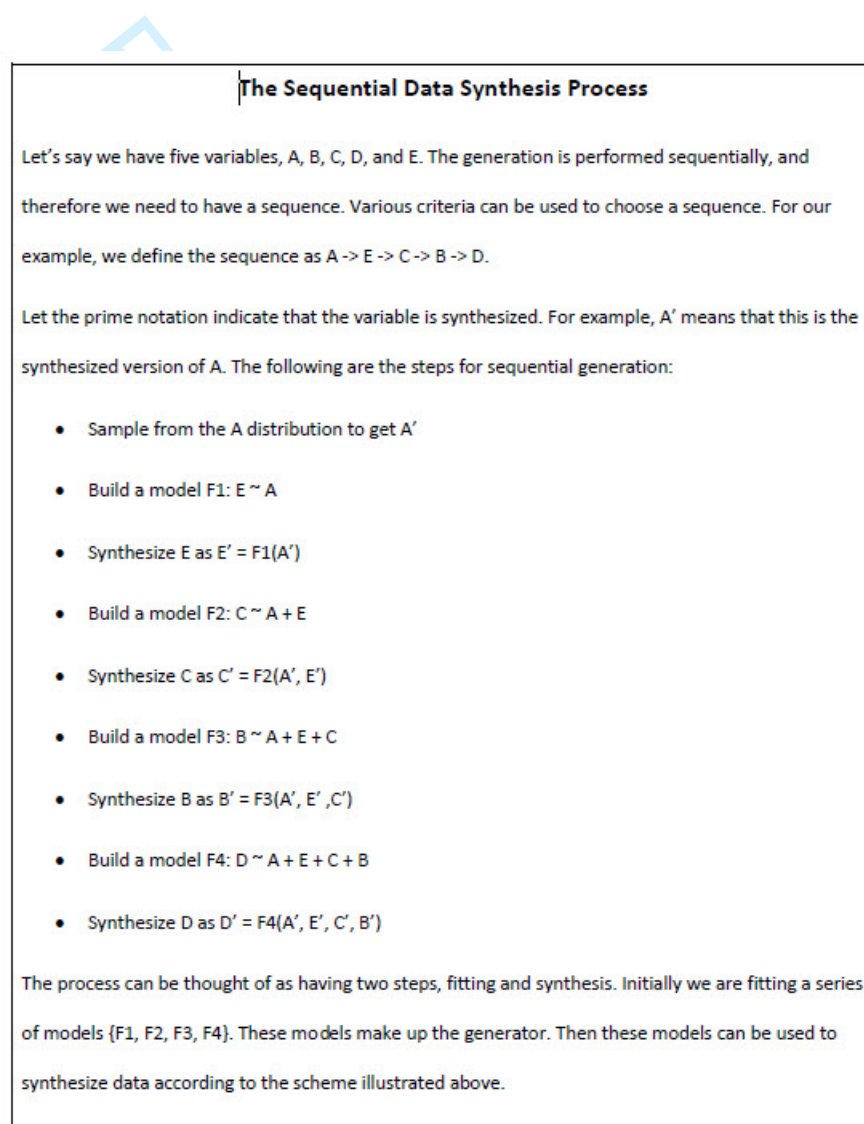 The Sequential Data Synthesis Process
Let’s say we have five variables, A, B, C, D, and E. The generation is performed sequentially, and
therefore we need to have a sequence. Various criteria can be used to choose a sequence. For our
example, we define the sequence as A -> E -> C -> B -> D.
Let the prime notation indicate that the variable is synthesized. For example, A′ means that this is the
synthesized version of A. The following are the steps for sequential generation:
• Sample from the A distribution to get A′
• Build a model F1: E ~ A
• Synthesize E as E′ = F1(A′)
• Build a model F2: C ~ A + E
• Synthesize C as C′ = F2(A′, E′)
• Build a model F3: B ~ A + E + C
• Synthesize B as B′ = F3(A′, E′ ,C′)
• Build a model F4: D ~ A + E + C + B
• Synthesize D as D′ = F4(A′, E′, C′, B′)
The process can be thought of as having two steps, fitting and synthesis. Initially we are fitting a series
of models {F1, F2, F3, F4}. These models make up the generator. Then these models can be used to
synthesize data according to the scheme illustrated above.